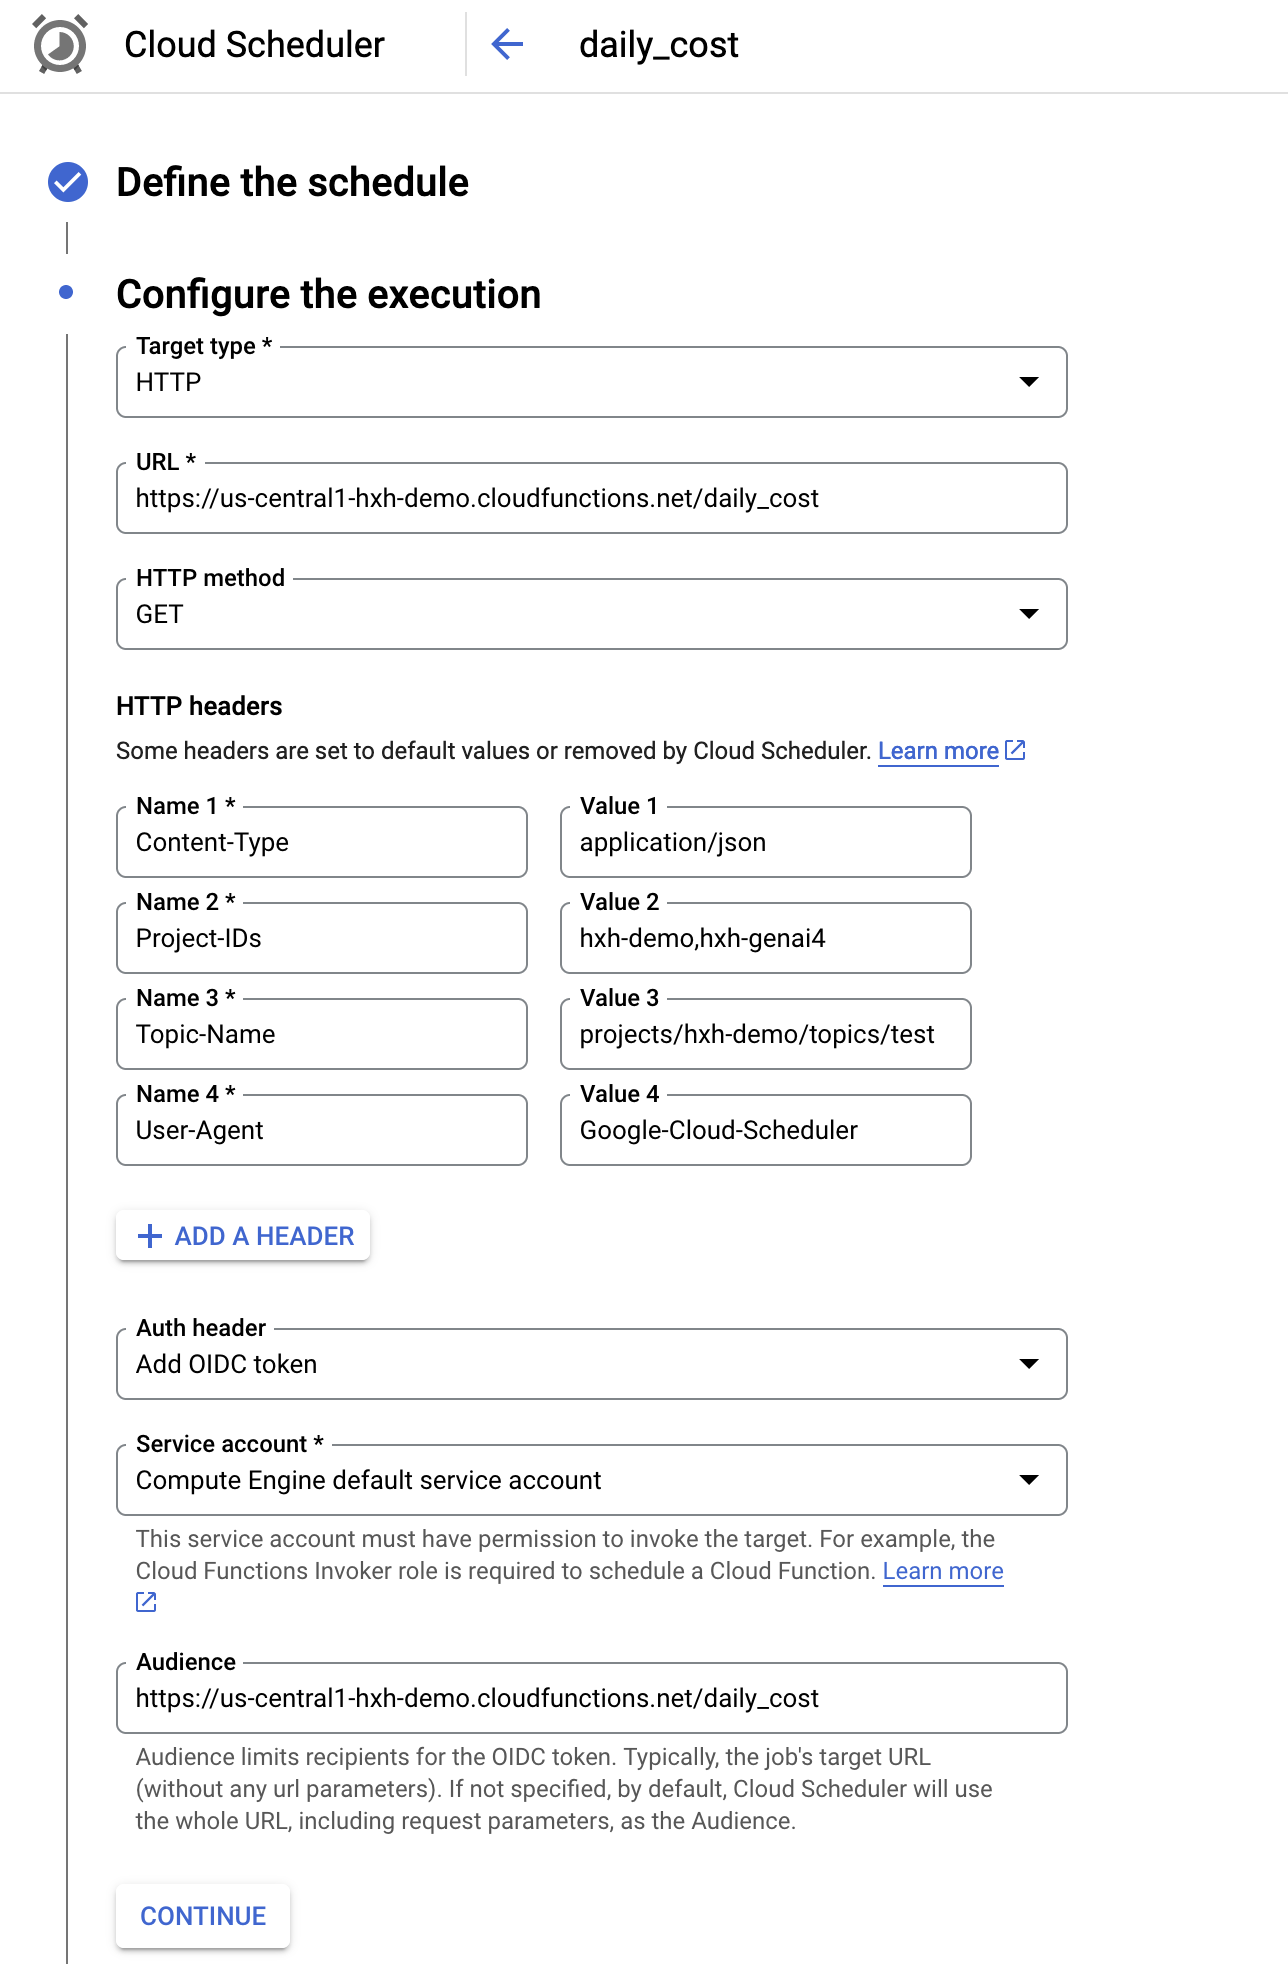 Cloud Scheduler
daily_cost
Define the schedule
Configure the execution
Target type *
HTTP
URL *
https://us-central1-hxh-demo.cloudfunctions.net/daily_cost
HTTP method
GET
HTTP headers
Some headers are set to default values or removed by Cloud Scheduler. Learn more
Name 1 *
Value 1
Content-Type
application/json
Name 2 *
Value 2
Project-IDs
hxh-demo,hxh-genai4
Name 3 *
Value 3
Topic-Name
projects/hxh-demo/topics/test
Name 4 *
Value 4
User-Agent
Google-Cloud-Scheduler
ADD A HEADER
Auth header
Add OIDC token
Service account *
Compute Engine default service account
This service account must have permission to invoke the target. For example, the
Cloud Functions Invoker role is required to schedule a Cloud Function. Learn more
Audience
https://us-central1-hxh-demo.cloudfunctions.net/daily_cost
Audience limits recipients for the OIDC token. Typically, the job's target URL
(without any url parameters). If not specified, by default, Cloud Scheduler will use
the whole URL, including request parameters, as the Audience.
CONTINUE